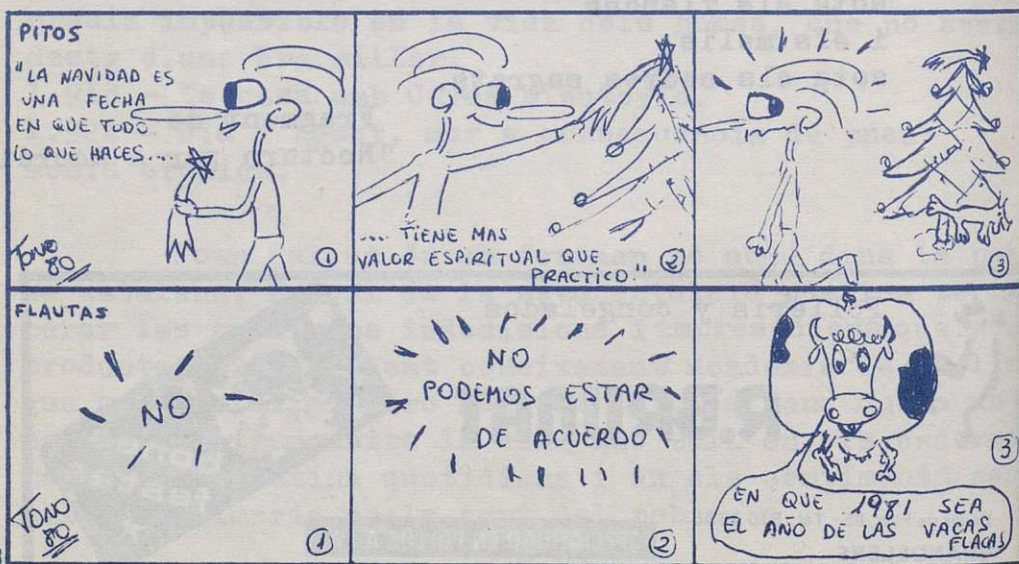 PITOS
"LA NAVIDAD ES
UNA FECHA
EN QUE TODO
LO QUE HACES...
TONO
80
1
... TIENE MAS
VALOR ESPIRITUAL QUE
PRACTICO."
2
3
FLAUTAS
NO
TONO
80
1
NO
PODEMOS ESTAR
DE ACUERDO
2
3
EN QUE 1981 SEA
EL AÑO DE LAS VACAS
FLACAS